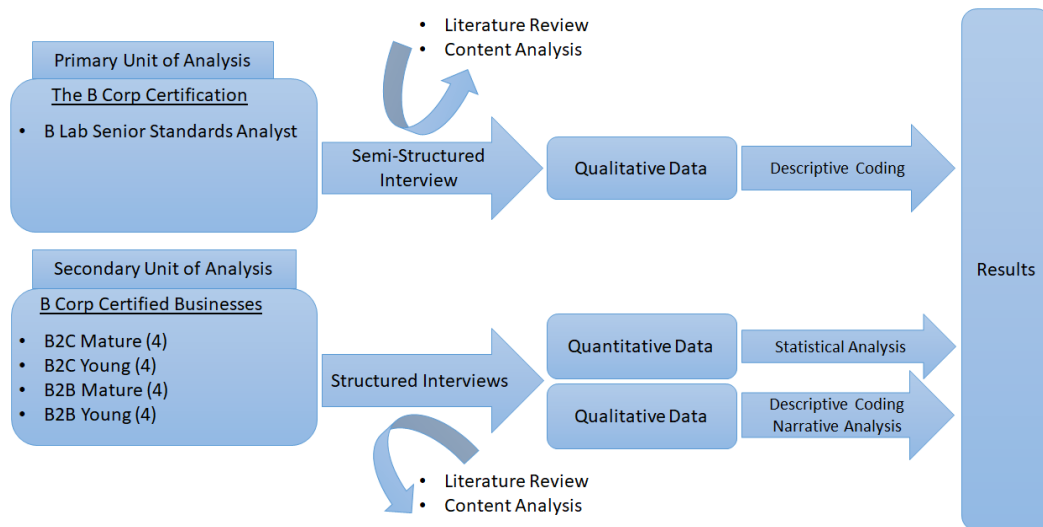 • Literature Review
• Content Analysis
Primary Unit of Analysis
The B Corp Certification
• B Lab Senior Standards Analyst
Semi-Structured
Interview
Qualitative Data
Descriptive Coding
Secondary Unit of Analysis
B Corp Certified Businesses
• B2C Mature (4)
• B2C Young (4)
• B2B Mature (4)
• B2B Young (4)
Structured Interviews
Quantitative Data
Statistical Analysis
Qualitative Data
Descriptive Coding
Narrative Analysis
• Literature Review
• Content Analysis
Results